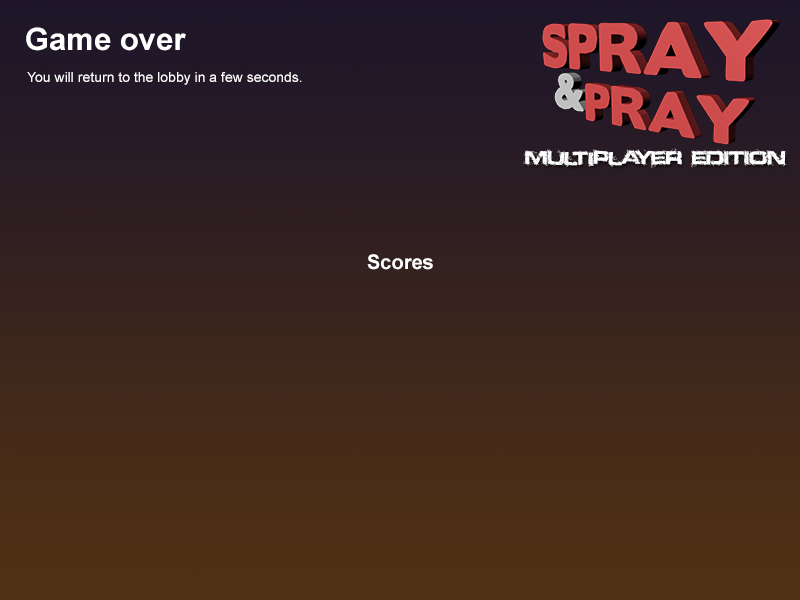 Game over
You will return to the lobby in a few seconds.
SPRAY
&PRAY
MULTIPLAYER EDITION
Scores